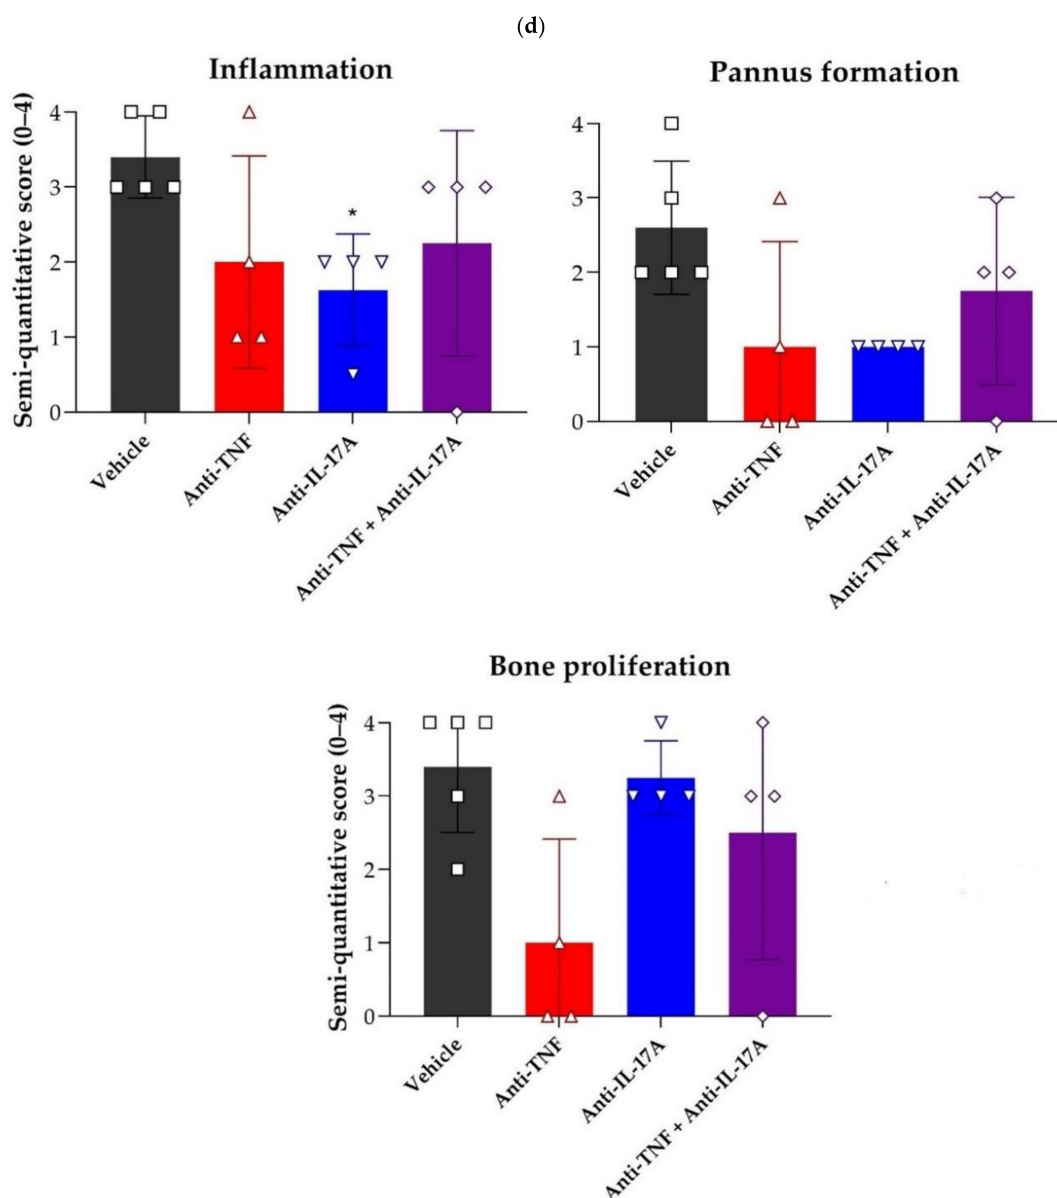 (d)
Inflammation
Semi-quantitative score (0–4)
4
3
2
1
0
*
Vehicle
Anti-TNF
Anti-IL-17A
Anti-TNF + Anti-IL-17A
Pannus formation
4
3
2
1
0
Vehicle
Anti-TNF
Anti-IL-17A
Anti-TNF + Anti-IL-17A
Bone proliferation
Semi-quantitative score (0–4)
4
3
2
1
0
Vehicle
Anti-TNF
Anti-IL-17A
Anti-TNF + Anti-IL-17A